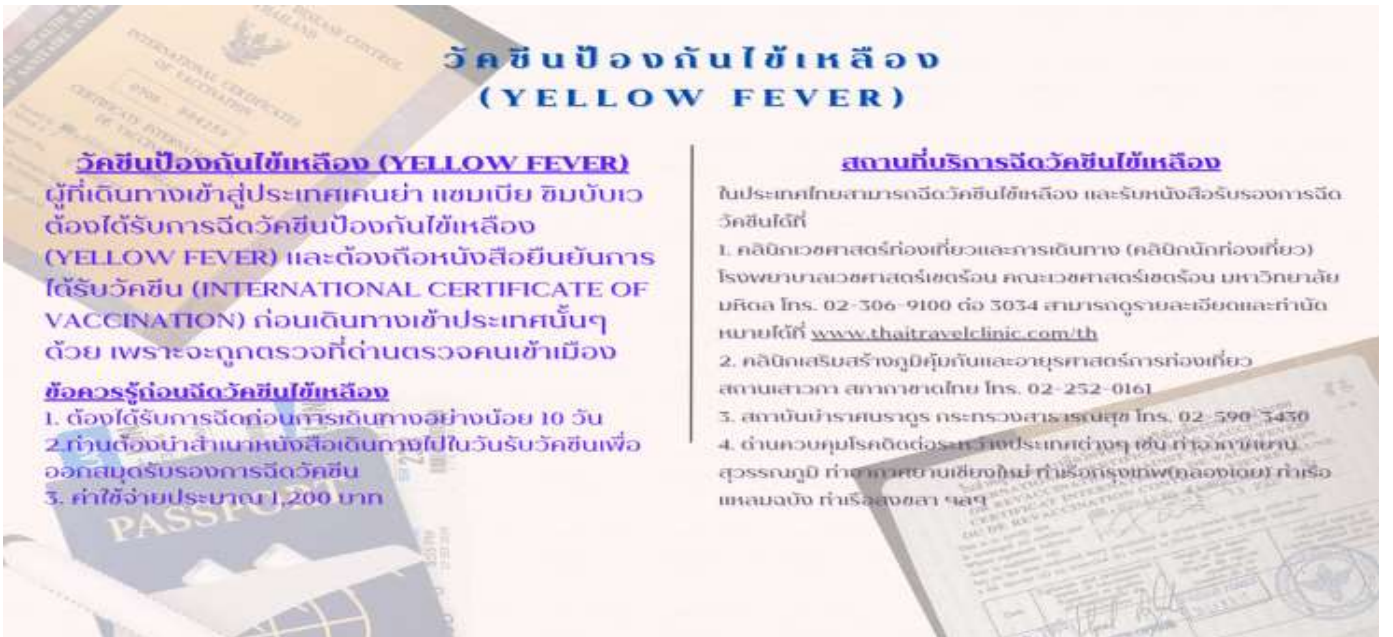 วัคซีนป้องกันไข้เหลือง
(YELLOW FEVER)
วัคซีนป้องกันไข้เหลือง (YELLOW FEVER)
ผู้ที่เดินทางเข้าสู่ประเทศเคนย่า แซมเบีย ซิมบับเว
ต้องได้รับการฉีดวัคซีนป้องกันไข้เหลือง
(YELLOW FEVER) และต้องถือหนังสือยืนยันการ
ได้รับวัคซีน (INTERNATIONAL CERTIFICATE OF
VACCINATION) ก่อนเดินทางเข้าประเทศนั้นๆ
ด้วย เพราะจะถูกตรวจที่ด่านตรวจคนเข้าเมือง
ข้อควรรู้ก่อนฉีดวัคซีนไข้เหลือง
1. ต้องได้รับการฉีดก่อนการเดินทางอย่างน้อย 10 วัน
2.ท่านต้องนำสำเนาหนังสือเดินทางไปในวันรับวัคซีนเพื่อ
ออกสมุดรับรองการฉีดวัคซีน
3. ค่าใช้จ่ายประมาณ 1,200 บาท
สถานที่บริการฉีดวัคซีนไข้เหลือง
ในประเทศไทยสามารถฉีดวัคซีนไข้เหลือง และรับหนังสือรับรองการฉีด
วัคซีนได้ที่
1. คลินิกเวชศาสตร์ท่องเที่ยวและการเดินทาง (คลินิกนักท่องเที่ยว)
โรงพยาบาลเวชศาสตร์เขตร้อน คณะเวชศาสตร์เขตร้อน มหาวิทยาลัย
มหิดล โทร. 02-306-9100 ต่อ 3034 สามารถดูรายละเอียดและทำนัด
หมายได้ที่ www.thaitravelclinic.com/th
2. คลินิกเสริมสร้างภูมิคุ้มกันและอายุรศาสตร์การท่องเที่ยว
สถานเสาวภา สภากาชาดไทย โทร. 02-252-0161
3. สถาบันบำราศนราดูร กระทรวงสาธารณสุข โทร. 02-590-3430
4. ด่านควบคุมโรคติดต่อระหว่างประเทศต่างๆ เช่น ท่าอากาศยาน
สุวรรณภูมิ ท่าอากาศยานเชียงใหม่ ท่าเรือกรุงเทพ(คลองเตย) ท่าเรือ
แหลมฉบัง ท่าเรือสงขลา ฯลฯ
PASSPORT
DISEASE CONTROL
THAILAND
INTERNATIONAL CERTIFICATES
OF VACCINATION